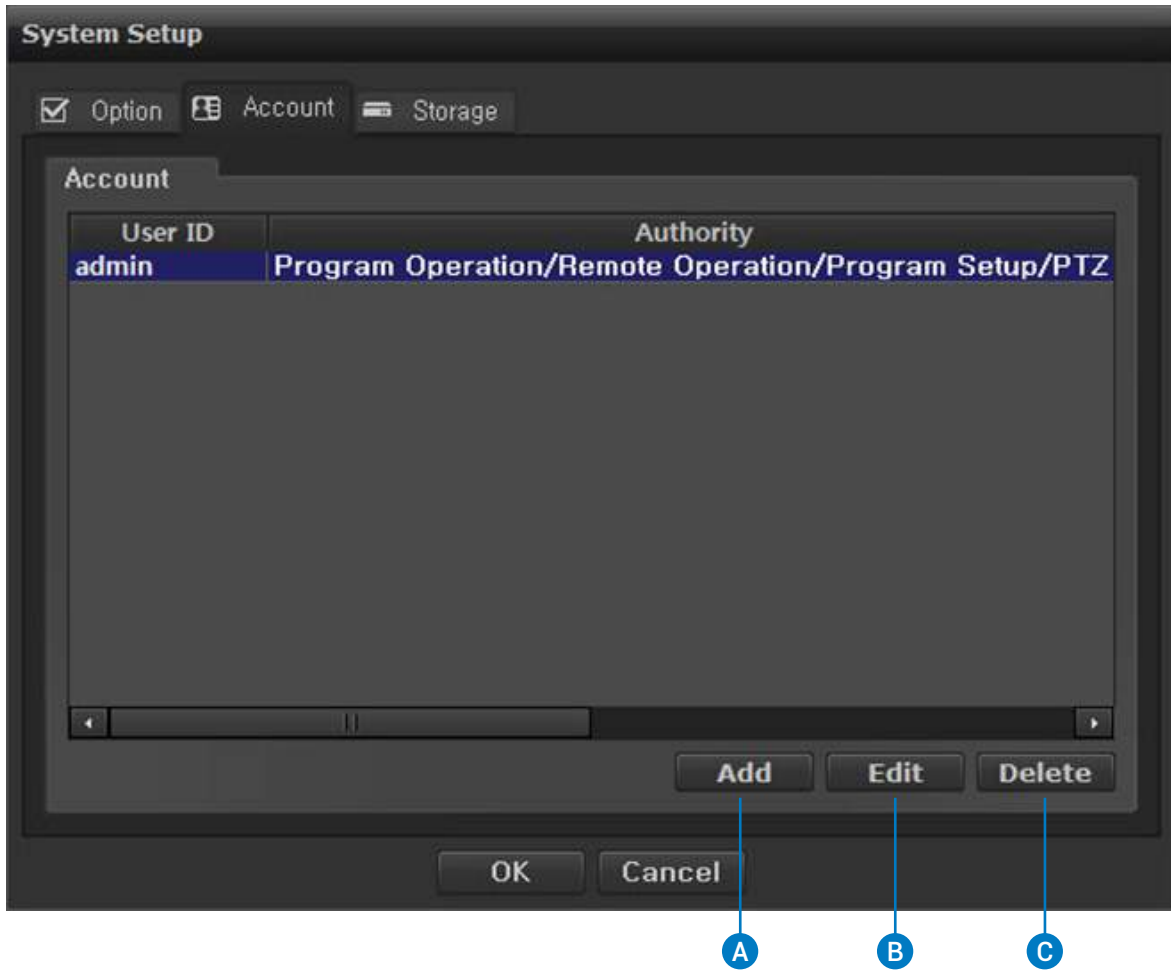 System Setup
Option Account Storage
Account
User ID Authority
admin Program Operation/Remote Operation/Program Setup/PTZ
Add Edit Delete
OK Cancel
A B C